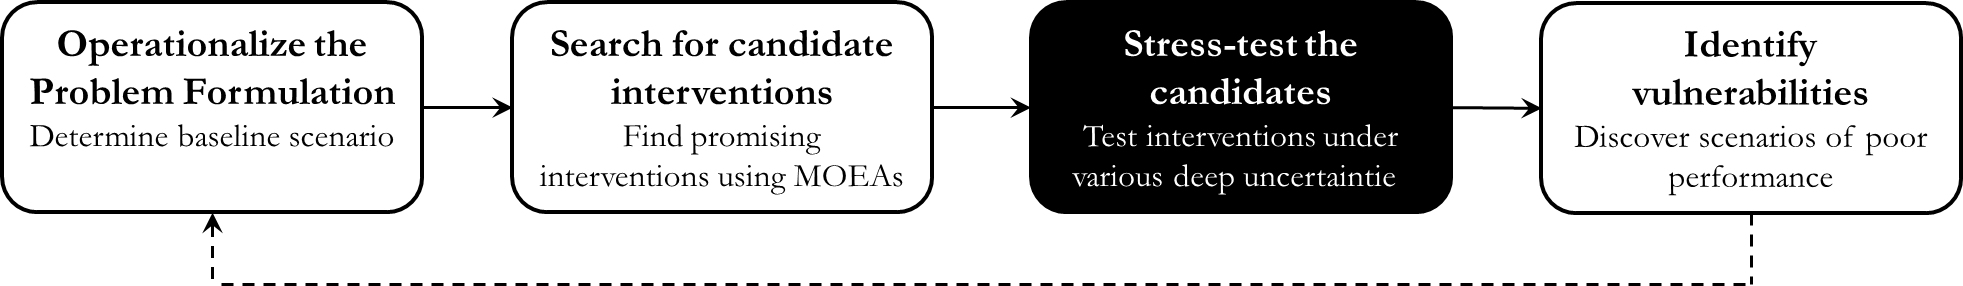 Operationalize the
Problem Formulation
Determine baseline scenario
Search for candidate
interventions
Find promising
interventions using MOEAs
Stress-test the
candidates
Test interventions under
various deep uncertaintie
Identify
vulnerabilities
Discover scenarios of poor
performance